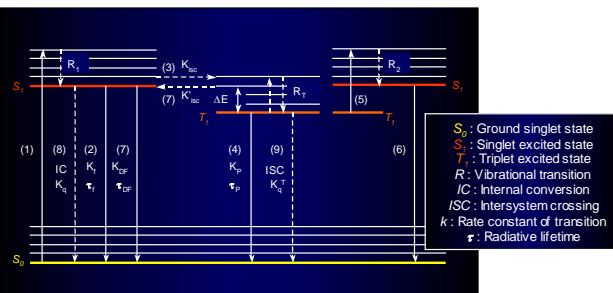 R1
(3) Kisc
R2
S1
(7) K'isc
ΔE
RT
S1
T1
(5)
T1
(1)
(8) (2) (7)
IC Kf KDF
Kq τf τDF
(4) (9)
KP ISC
τP KqT
(6)
S0
S0 : Ground singlet state
S1 : Singlet excited state
T1 : Triplet excited state
R : Vibrational transition
IC : Internal conversion
ISC : Intersystem crossing
k : Rate constant of transition
τ : Radiative lifetime